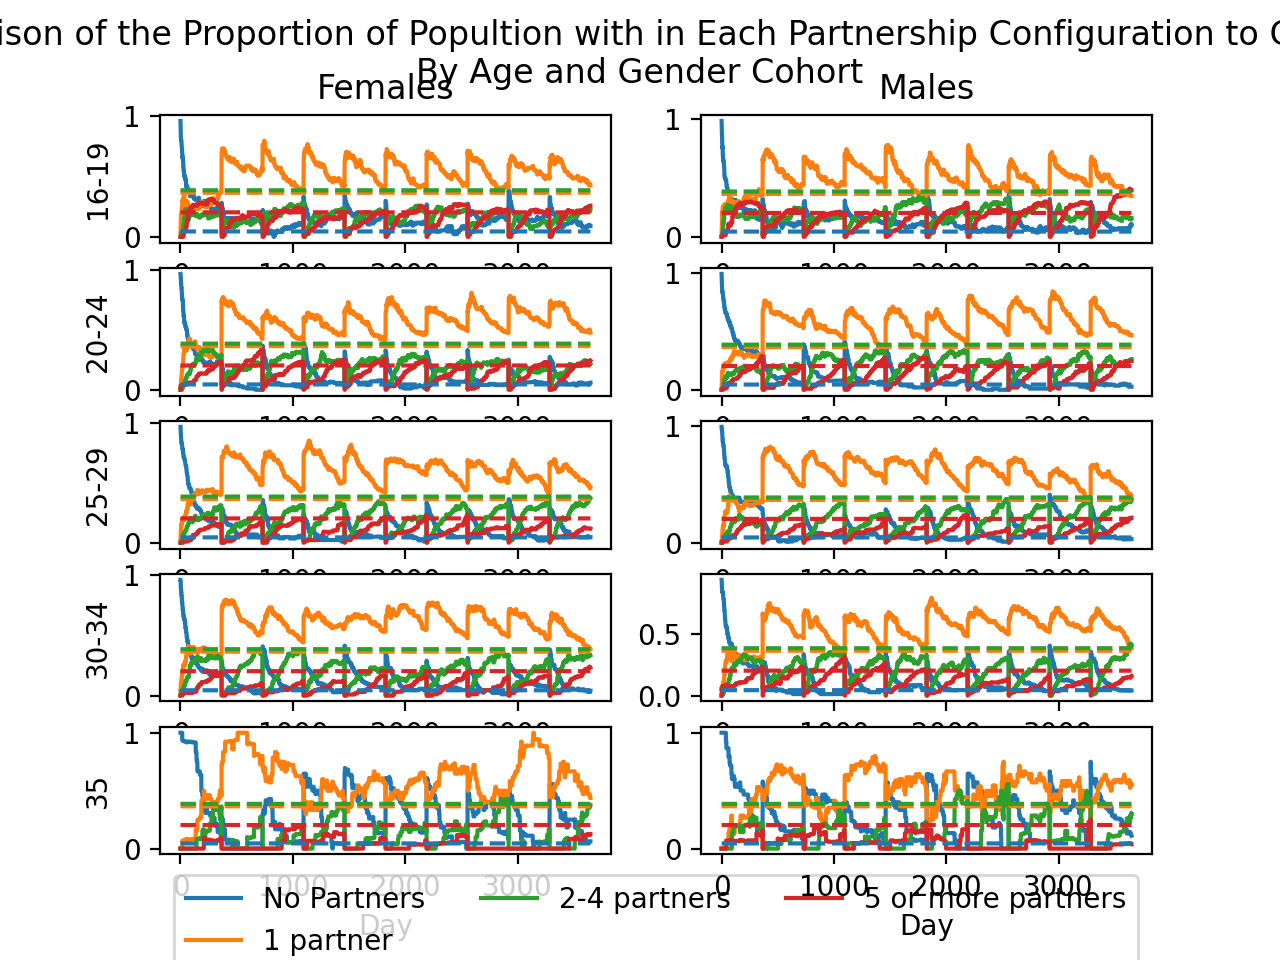 ison of the Proportion of Popultion with in Each Partnership Configuration to
By Age and Gender Cohort
Females
Males
16-19
1
0
1
0
20-24
1
0
1
0
25-29
1
0
1
0
30-34
1
0
0.5
0.0
35
1
0
1
0
0 1000 2000 3000
0 1000 2000 3000
Day
Day
No Partners
2-4 partners
5 or more partners
1 partner